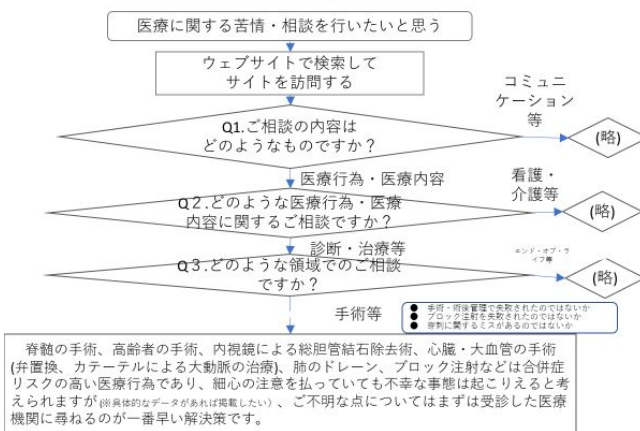 医療に関する苦情・相談を行いたいと思う
ウェブサイトで検索して
サイトを訪問する
コミュニ
ケーション
等
Q1.ご相談の内容は
どのようなものですか？
(略)
医療行為・医療内容
看護・
介護等
Q２.どのような医療行為・医療
内容に関するご相談ですか？
(略)
診断・治療等
エンド・オブ・ラ
イフ等
Q３.どのような領域でのご相談
ですか？
(略)
手術等
● 手術・術後管理で失敗されたのではないか
● ブロック注射を失敗されたのではないか
● 穿刺に関するミスがあるのではないか
脊髄の手術、高齢者の手術、内視鏡による総胆管結石除去術、心臓・大血管の手術
(弁置換、カテーテルによる大動脈の治療)、肺のドレーン、ブロック注射などは合併症
リスクの高い医療行為であり、細心の注意を払っていても不幸な事態は起こりえると考
えられますが(※具体的なデータがあれば掲載したい)、ご不明な点についてはまずは受診した医療
機関に尋ねるのが一番早い解決策です。